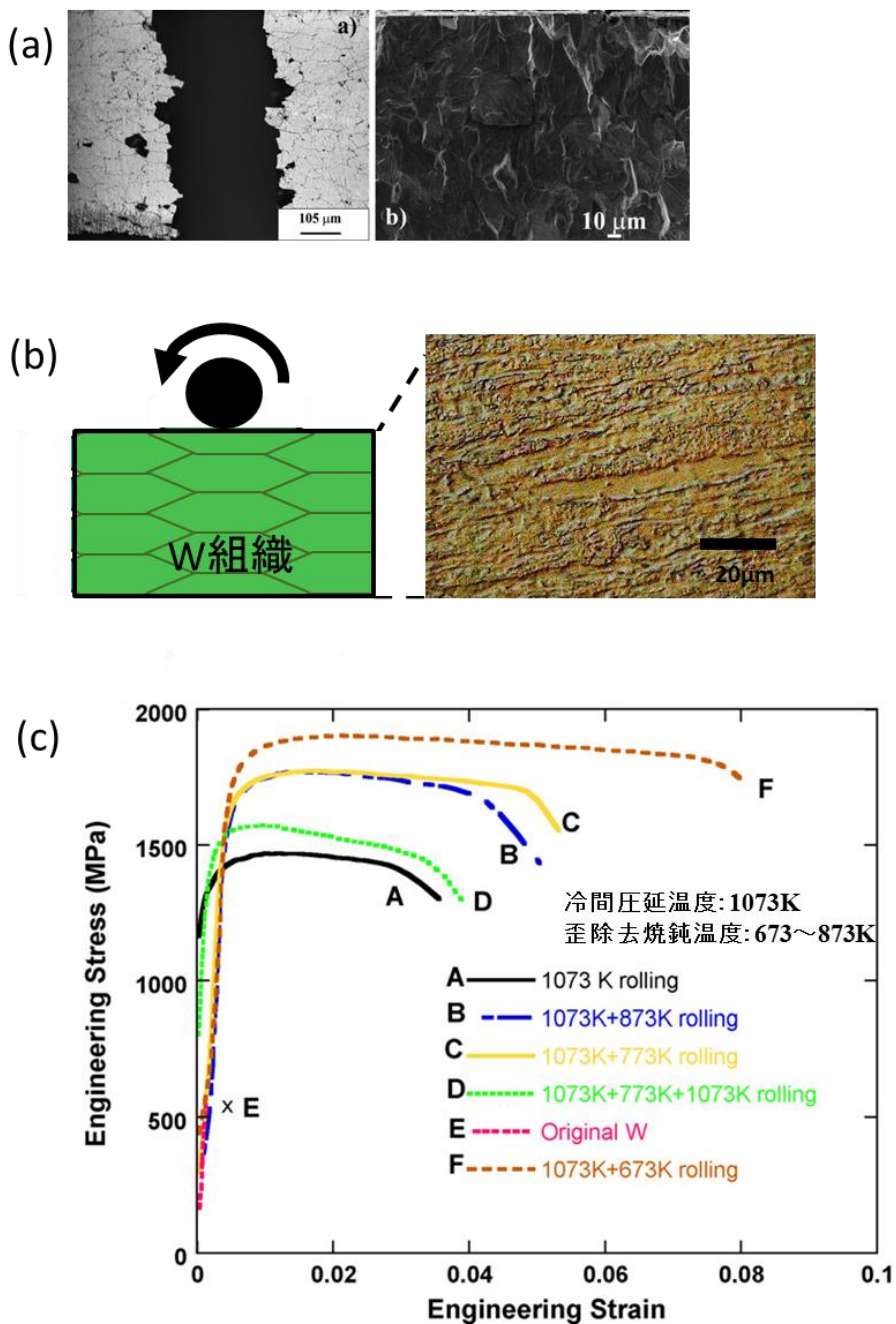 (a)
a)
105 μm
b)
10 μm
(b)
W組織
20μm
(c)
2000
1500
1000
500
0
Engineering Stress (MPa)
F
C
B
A
D
E
冷間圧延温度:1073K
歪除去焼鈍温度:673～873K
A 1073 K rolling
B 1073K+873K rolling
C 1073K+773K rolling
D 1073K+773K+1073K rolling
E Original W
F 1073K+673K rolling
0 0.02 0.04 0.06 0.08 0.1
Engineering Strain